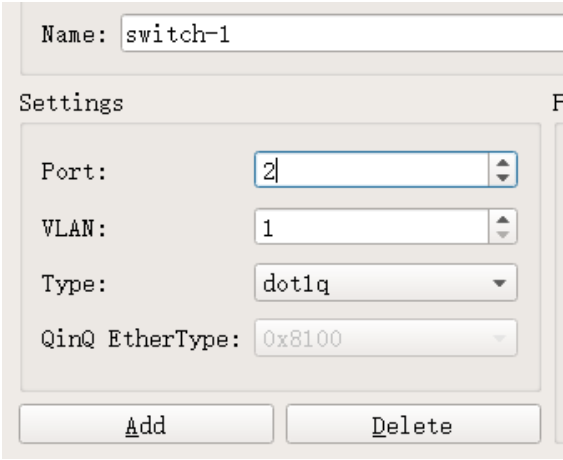 Name: switch-1
Settings
F
Port: 2
VLAN: 1
Type: dot1q
QinQ EtherType: 0x8100
Add Delete